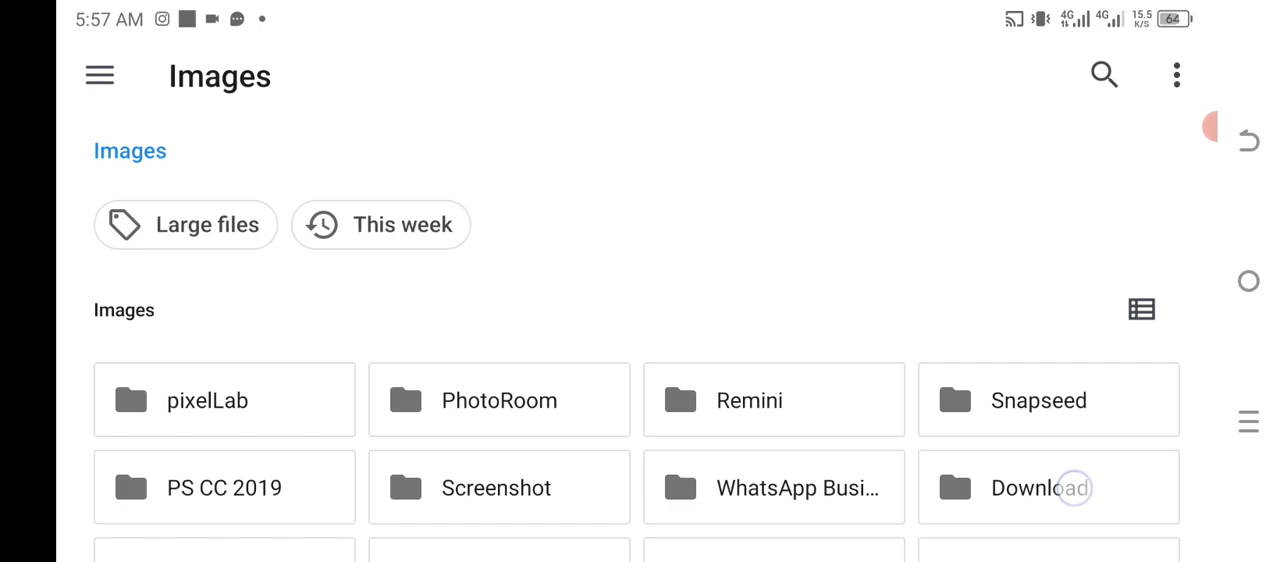 5:57 AM 4G 4G 15.5 K/S 64
Images
Images
Large files This week
Images
pixelLab PhotoRoom Remini Snapseed
PS CC 2019 Screenshot WhatsApp Busi... Download